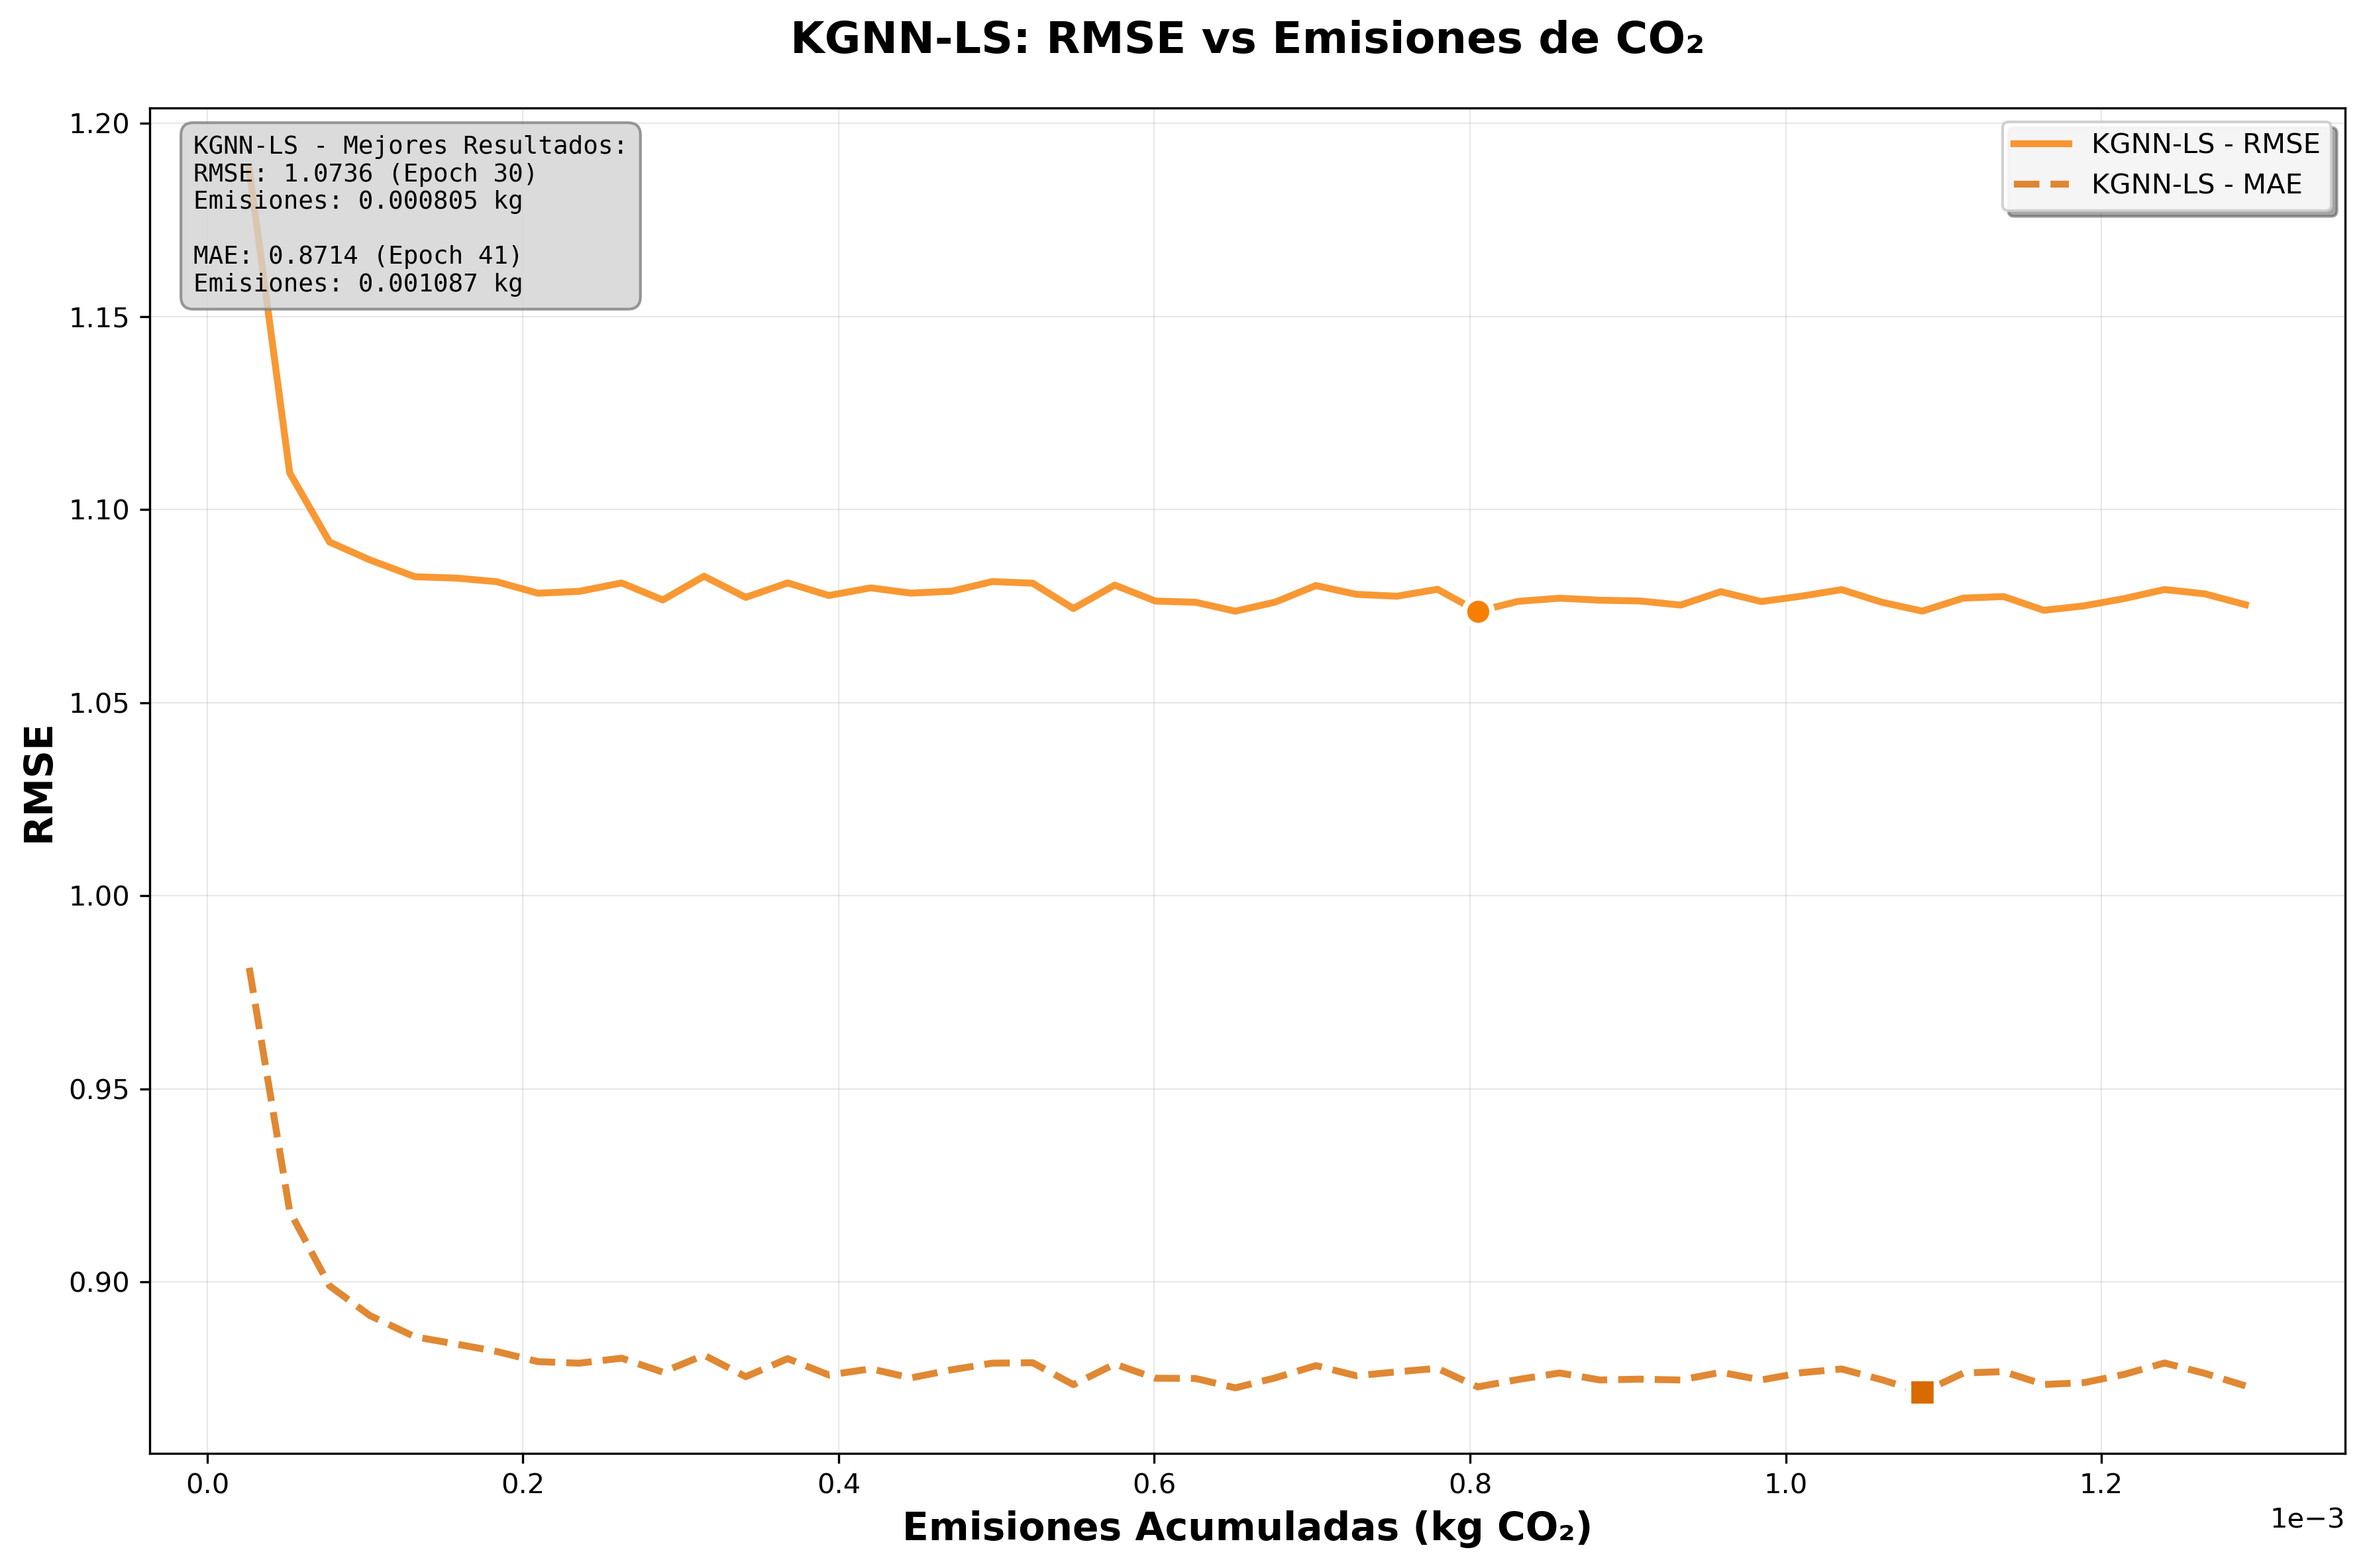 KGNN-LS: RMSE vs Emisiones de CO₂
KGNN-LS - Mejores Resultados:
RMSE: 1.0736 (Epoch 30)
Emisiones: 0.000805 kg
MAE: 0.8714 (Epoch 41)
Emisiones: 0.001087 kg
KGNN-LS - RMSE
KGNN-LS - MAE
1.20
1.15
1.10
1.05
1.00
0.95
0.90
RMSE
0.0 0.2 0.4 0.6 0.8 1.0 1.2
1e−3
Emisiones Acumuladas (kg CO₂)